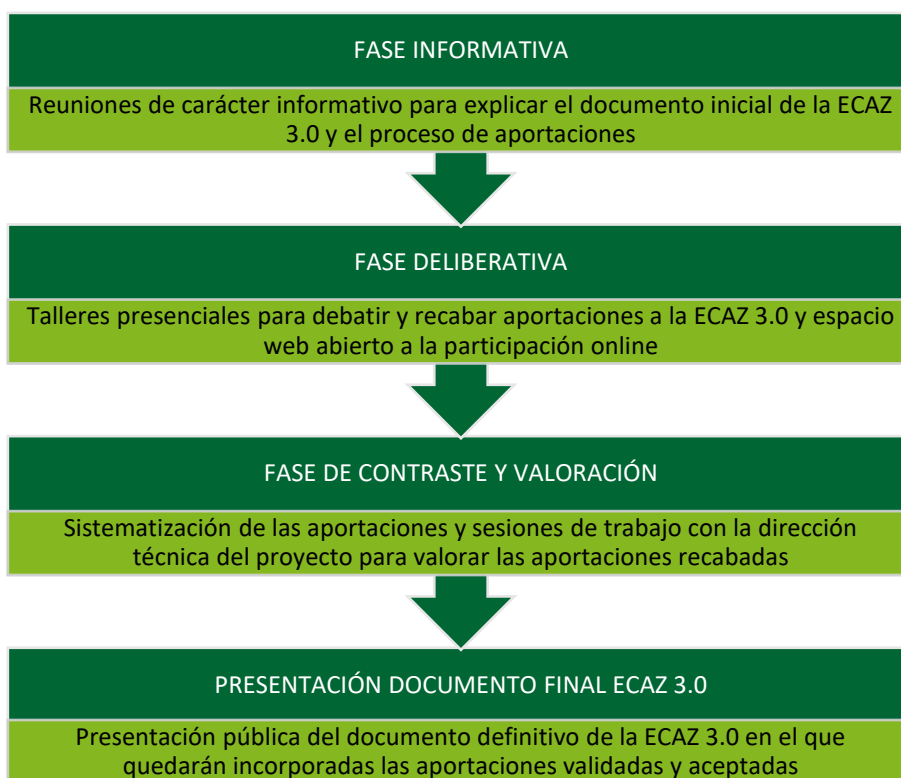 FASE INFORMATIVA
Reuniones de carácter informativo para explicar el documento inicial de la ECAZ
3.0 y el proceso de aportaciones
FASE DELIBERATIVA
Talleres presenciales para debatir y recabar aportaciones a la ECAZ 3.0 y espacio
web abierto a la participación online
FASE DE CONTRASTE Y VALORACIÓN
Sistematización de las aportaciones y sesiones de trabajo con la dirección
técnica del proyecto para valorar las aportaciones recabadas
PRESENTACIÓN DOCUMENTO FINAL ECAZ 3.0
Presentación pública del documento definitivo de la ECAZ 3.0 en el que
quedarán incorporadas las aportaciones validadas y aceptadas